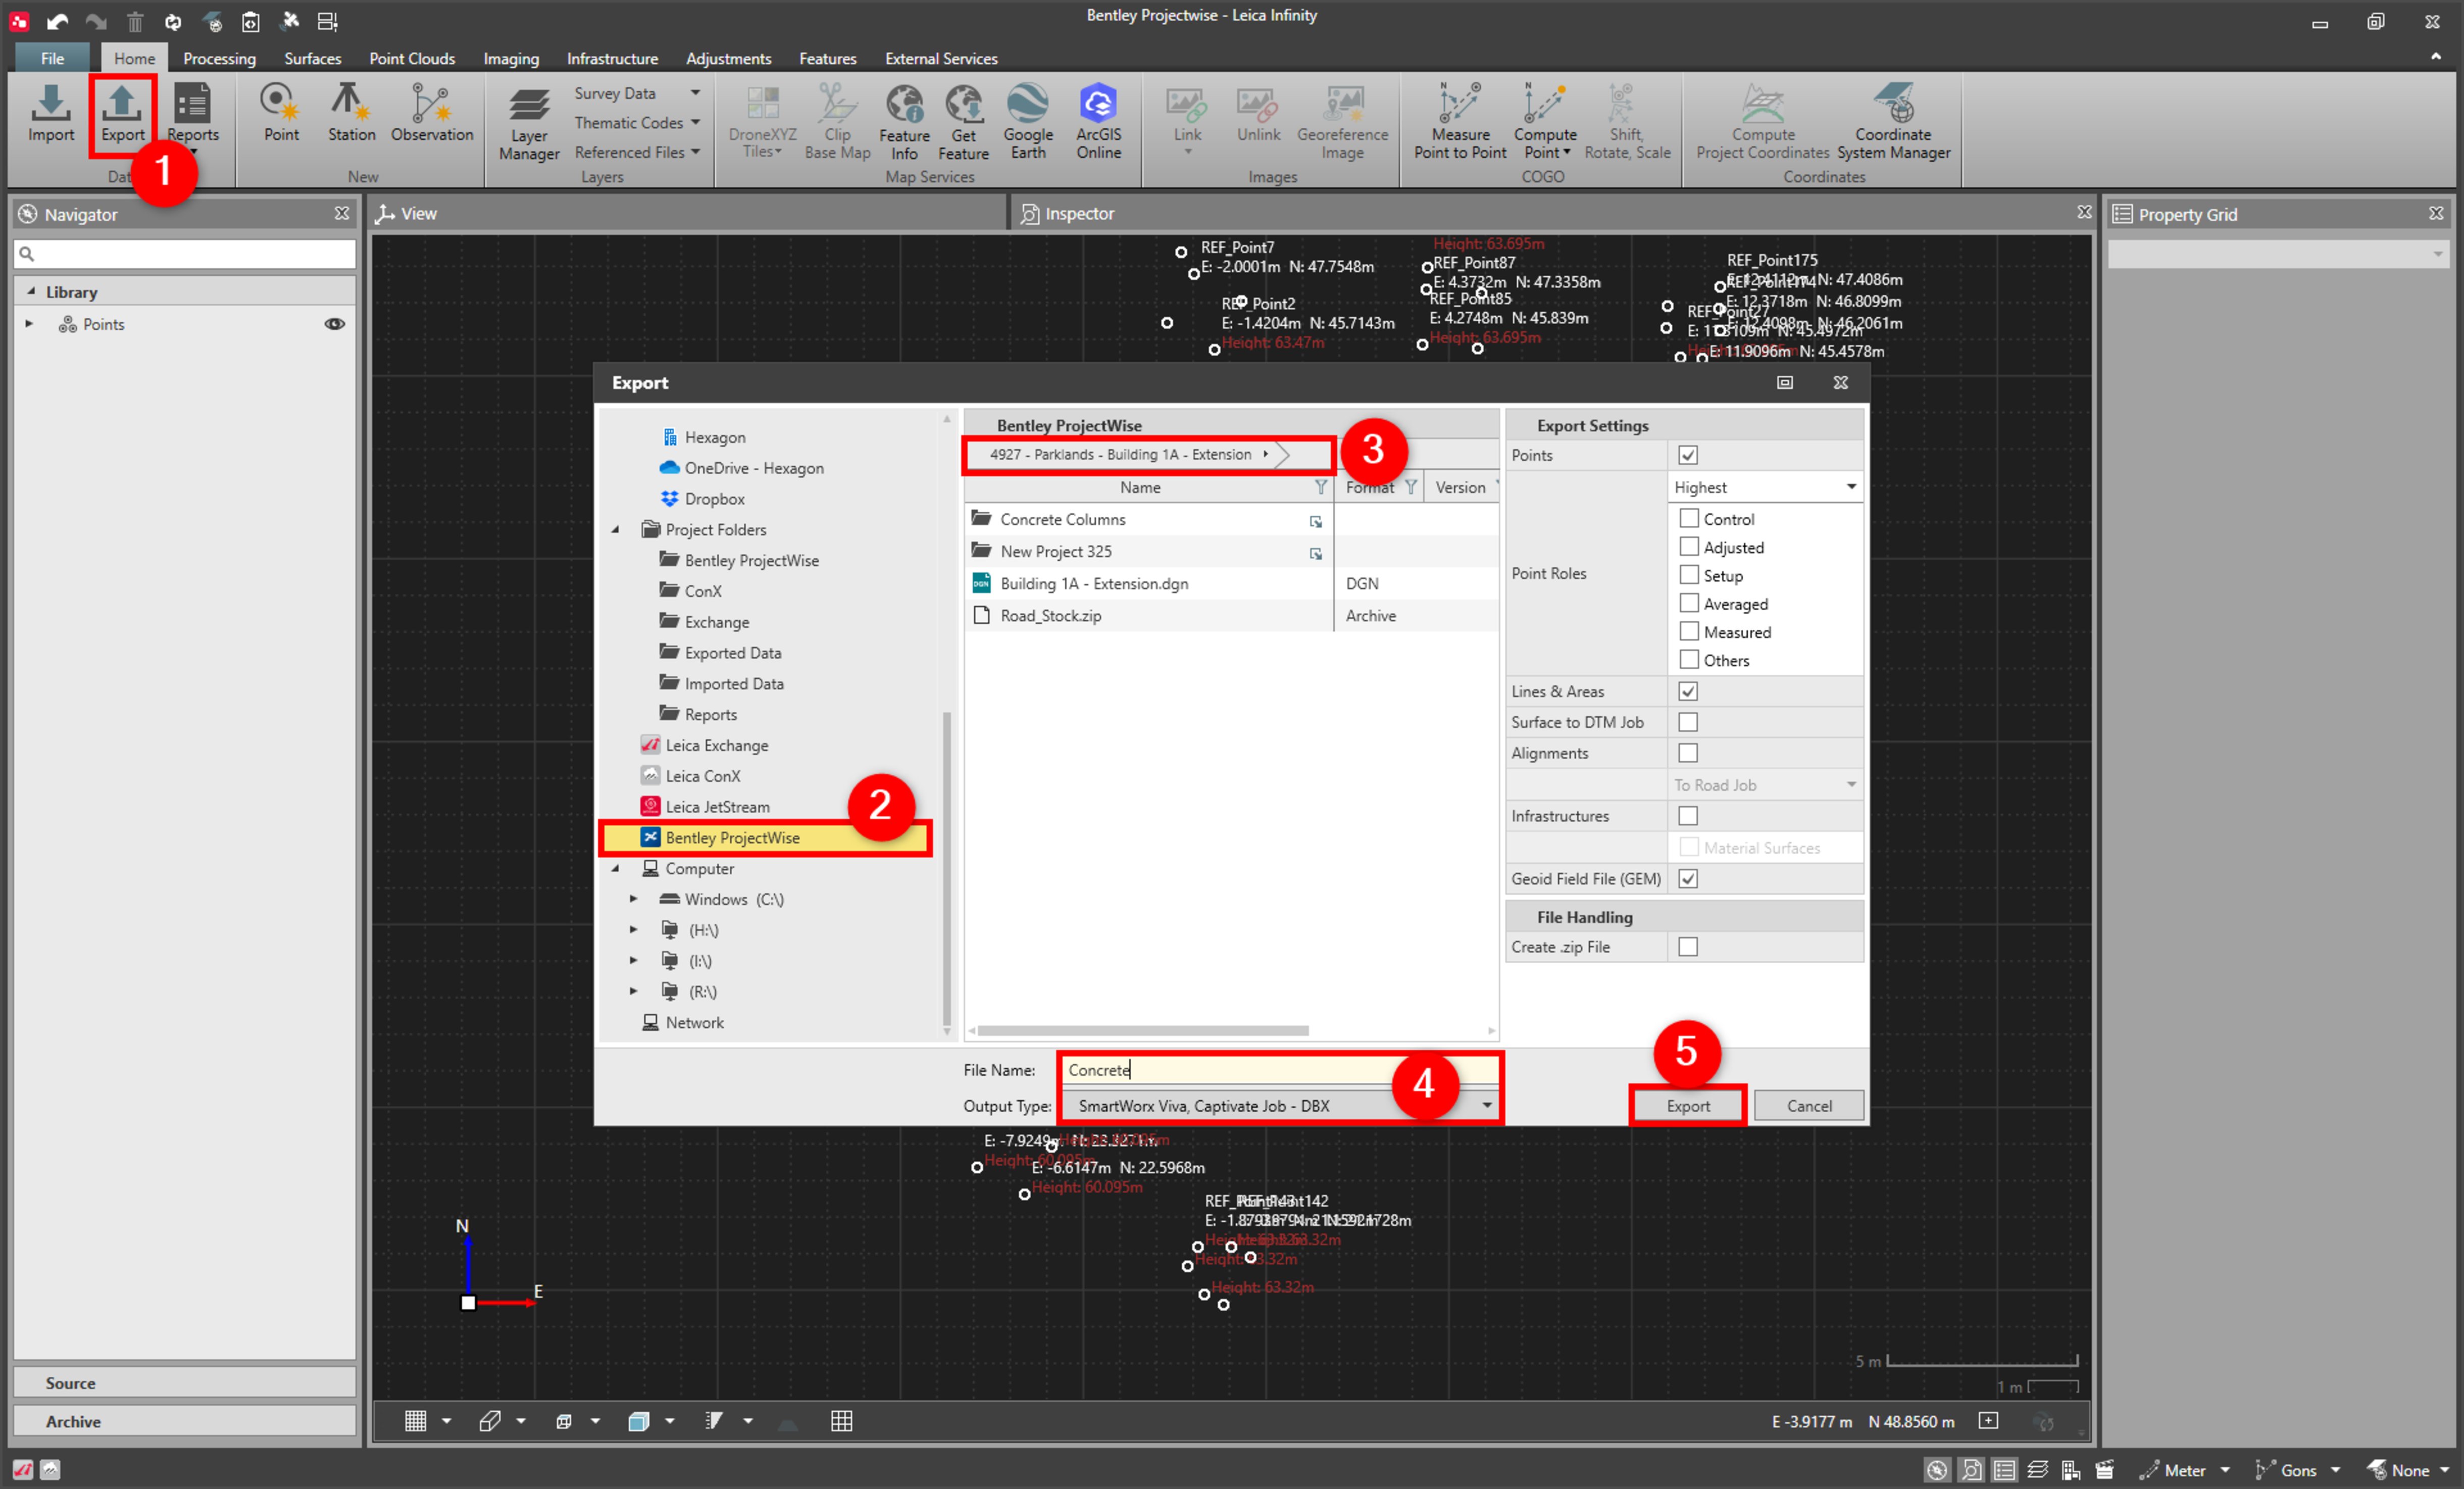 Bentley Projectwise - Leica Infinity
File Home Processing Surfaces Point Clouds Imaging Infrastructure Adjustments Features External Services
Import
Export
Reports
1
Point
Station
Observation
New
Layer
Manager
Survey Data
Thematic Codes
Referenced Files
Layers
DroneXYZ
Tiles
Clip
Base Map
Feature
Info
Get
Feature
Google
Earth
ArcGIS
Online
Map Services
Link
Unlink
Georeference
Image
Images
Measure
Point to Point
Compute
Point
Shift,
Rotate, Scale
COGO
Compute
Project Coordinates
Coordinate
System Manager
Coordinates
Navigator
Library
Points
Source
Archive
View
Inspector
Property Grid
REF_Point7
E: -2.0001m N: 47.7548m
REF_Point2
E: -1.4204m N: 45.7143m
Height: 63.47m
Height: 63.695m
REF_Point87
E: 4.3732m N: 47.3358m
REF_Point85
E: 4.2748m N: 45.839m
Height: 63.695m
REF_Point175
N: 47.4086m
E: 12.3718m N: 46.8099m
E: 11.9096m N: 45.4578m
Export
Hexagon
OneDrive - Hexagon
Dropbox
Project Folders
Bentley ProjectWise
ConX
Exchange
Exported Data
Imported Data
Reports
Leica Exchange
Leica ConX
Leica JetStream
2
Bentley ProjectWise
Computer
Windows (C:\)
(H:\)
(I:\)
(R:\)
Network
Bentley ProjectWise
4927 - Parklands - Building 1A - Extension
3
Name Format Version
Concrete Columns
New Project 325
Building 1A - Extension.dgn DGN
Road_Stock.zip Archive
Export Settings
Points
Highest
Point Roles
Control
Adjusted
Setup
Averaged
Measured
Others
Lines & Areas
Surface to DTM Job
Alignments
To Road Job
Infrastructures
Material Surfaces
Geoid Field File (GEM)
File Handling
Create .zip File
File Name: Concrete
Output Type: SmartWorx Viva, Captivate Job - DBX
4
5
Export
Cancel
E: -6.6147m N: 22.5968m
Height: 60.095m
Height: 63.32m
N
E
5 m
1 m
E -3.9177 m N 48.8560 m
Meter
Gons
None